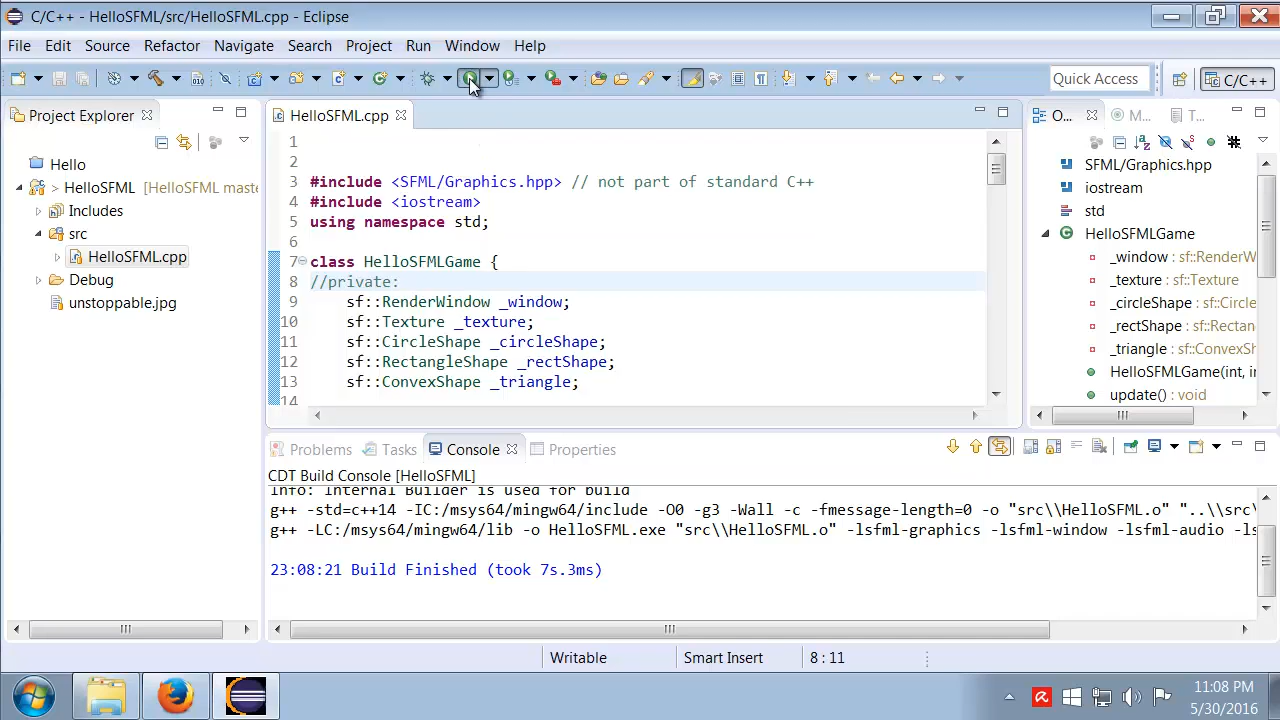 C/C++ - HelloSFML/src/HelloSFML.cpp - Eclipse
File Edit Source Refactor Navigate Search Project Run Window Help
Quick Access
C/C++
Project Explorer
Hello
> HelloSFML [HelloSFML maste
Includes
src
HelloSFML.cpp
Debug
unstoppable.jpg
HelloSFML.cpp
1
2
3 #include <SFML/Graphics.hpp> // not part of standard C++
4 #include <iostream>
5 using namespace std;
6
7 class HelloSFMLGame {
8 //private:
9 sf::RenderWindow _window;
10 sf::Texture _texture;
11 sf::CircleShape _circleShape;
12 sf::RectangleShape _rectShape;
13 sf::ConvexShape _triangle;
14
O... M... T...
SFML/Graphics.hpp
iostream
std
HelloSFMLGame
_window : sf::RenderW
_texture : sf::Texture
_circleShape : sf::Circle
_rectShape : sf::Rectan
_triangle : sf::ConvexSh
HelloSFMLGame(int, in
update() : void
Problems Tasks Console Properties
CDT Build Console [HelloSFML]
Info: Internal Builder is used for build
g++ -std=c++14 -IC:/msys64/mingw64/include -O0 -g3 -Wall -c -fmessage-length=0 -o "src\\HelloSFML.o" "..\\src\
g++ -LC:/msys64/mingw64/lib -o HelloSFML.exe "src\\HelloSFML.o" -lsfml-graphics -lsfml-window -lsfml-audio -ls
23:08:21 Build Finished (took 7s.3ms)
Writable Smart Insert 8 : 11
11:08 PM
5/30/2016